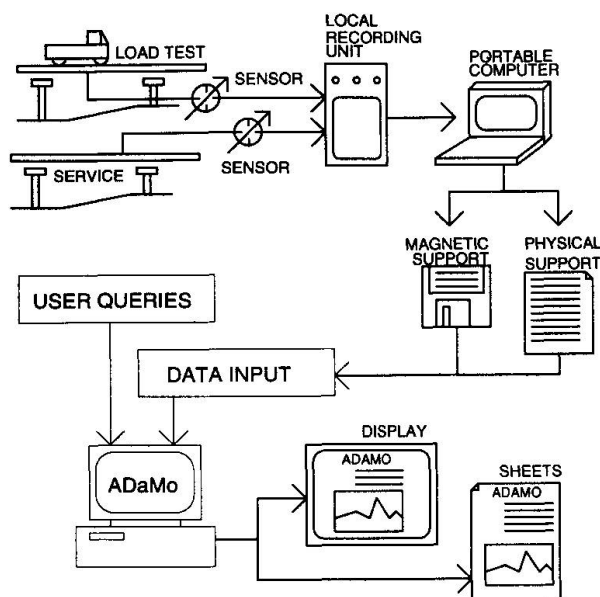 LOAD TEST
LOCAL
RECORDING
UNIT
PORTABLE
COMPUTER
SENSOR
SENSOR
SERVICE
MAGNETIC
SUPPORT
PHYSICAL
SUPPORT
USER QUERIES
DATA INPUT
ADaMo
DISPLAY
ADAMO
SHEETS
ADAMO